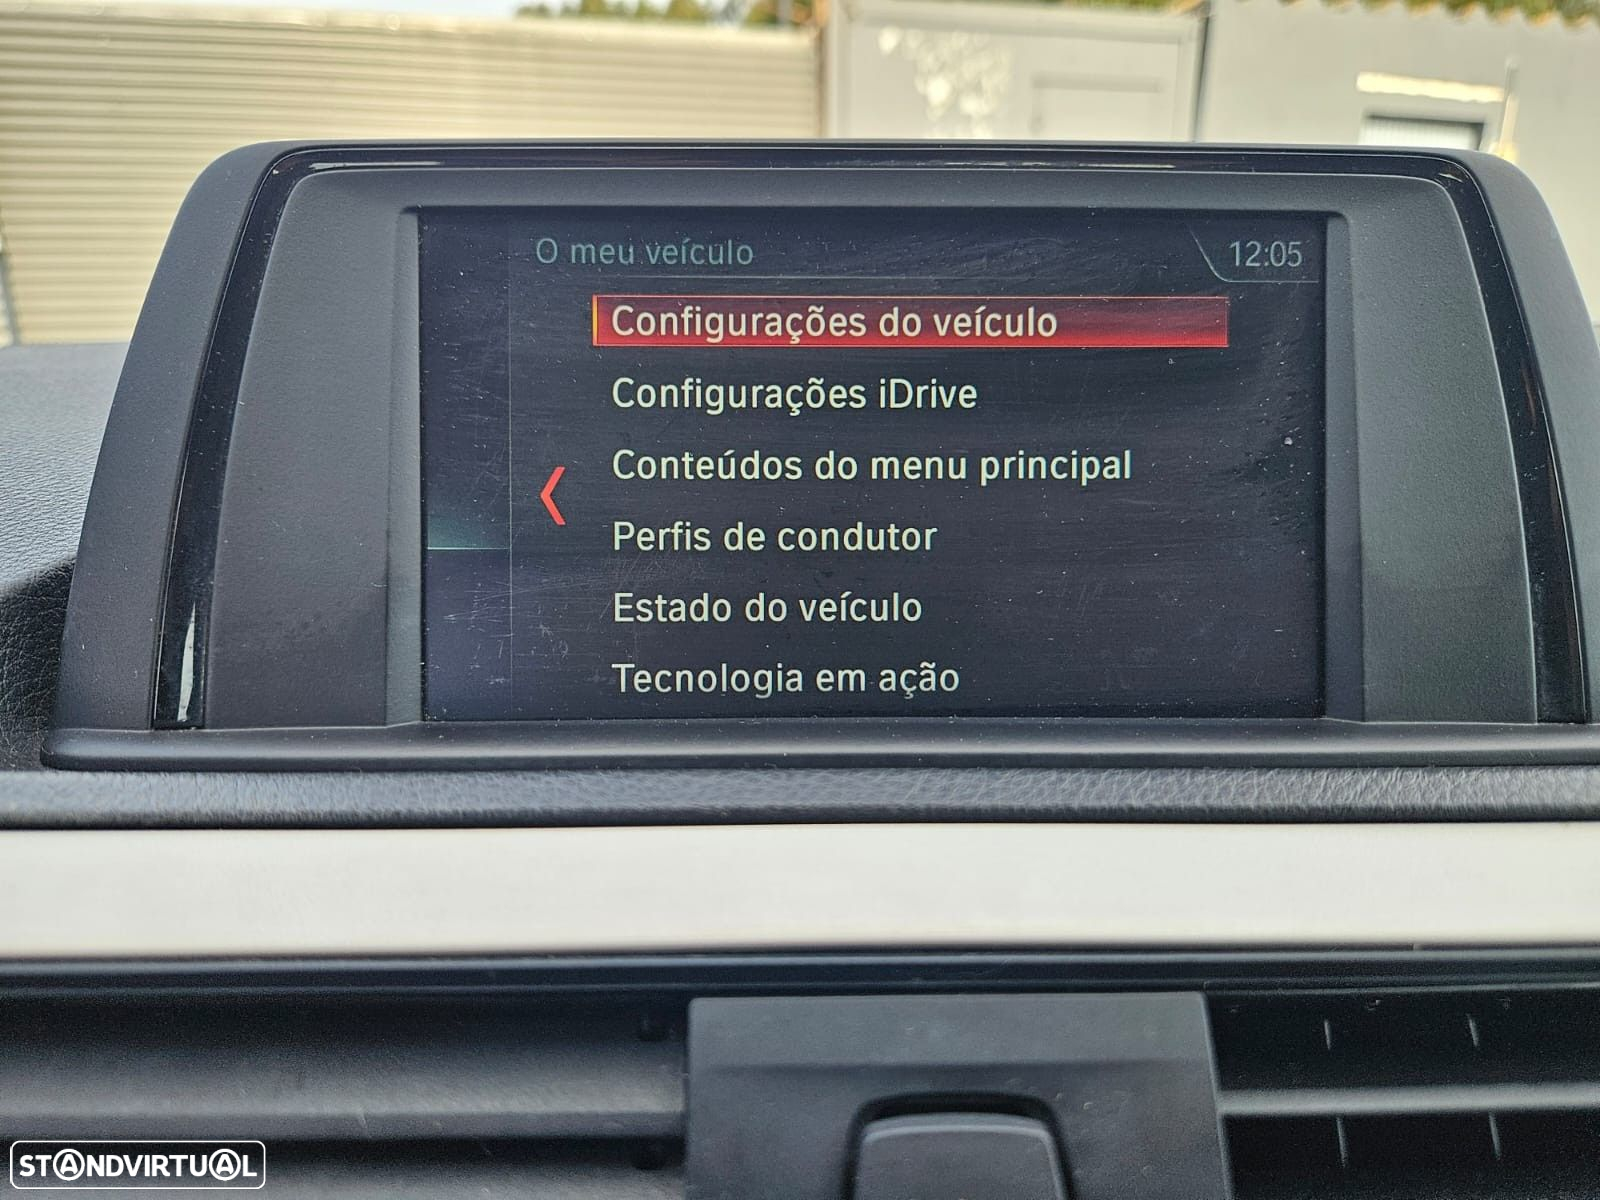 O meu veículo
12:05
Configurações do veículo
Configurações iDrive
Conteúdos do menu principal
Perfis de condutor
Estado do veículo
Tecnologia em ação
STANDVIRTUAL